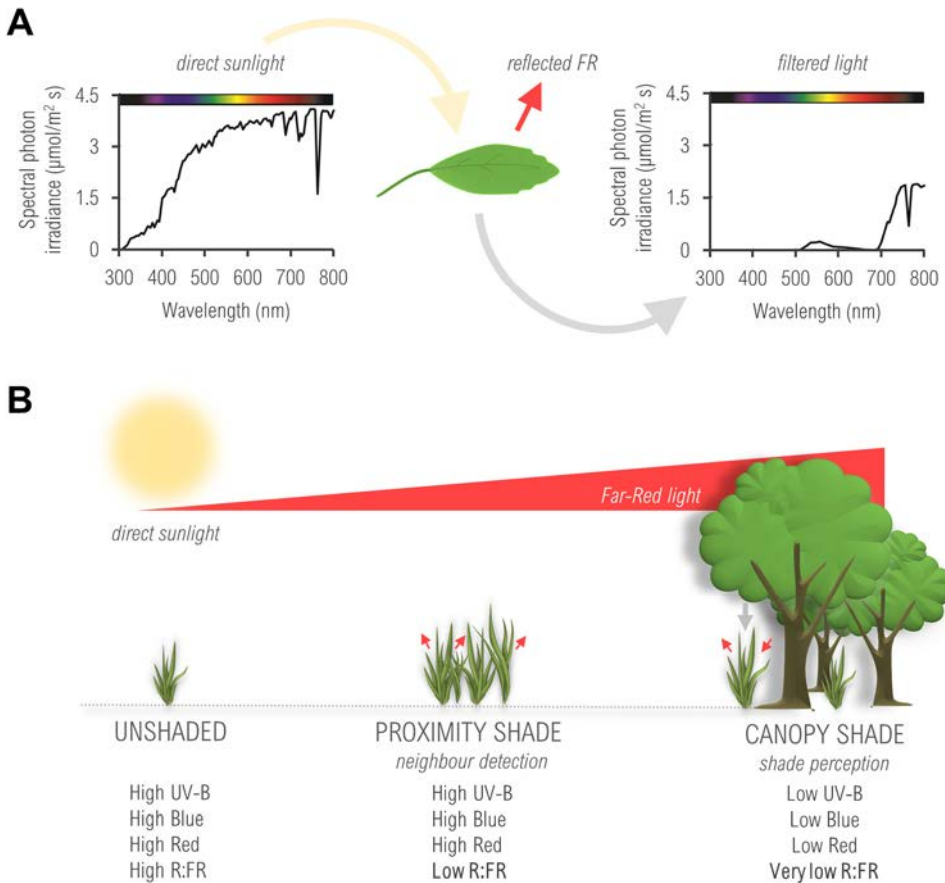 A
direct sunlight
reflected FR
filtered light
Spectral photon
irradiance (µmol/m² s)
4.5
3
1.5
0
300 400 500 600 700 800
Wavelength (nm)
Spectral photon
irradiance (µmol/m² s)
4.5
3
1.5
0
300 400 500 600 700 800
Wavelength (nm)
B
Far-Red light
direct sunlight
UNSHADED
High UV-B
High Blue
High Red
High R:FR
PROXIMITY SHADE
neighbour detection
High UV-B
High Blue
High Red
Low R:FR
CANOPY SHADE
shade perception
Low UV-B
Low Blue
Low Red
Very low R:FR